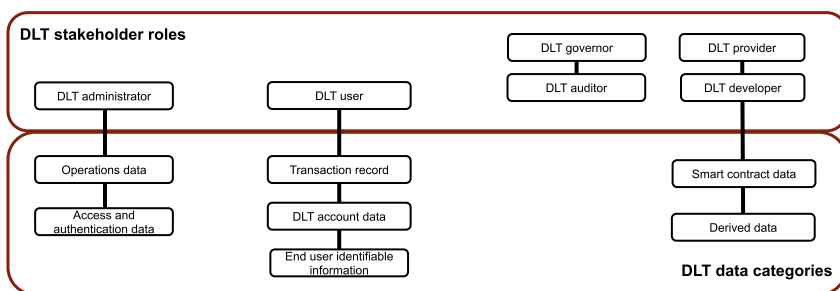 DLT stakeholder roles
DLT governor
DLT provider
DLT auditor
DLT developer
DLT administrator
DLT user
Operations data
Transaction record
Smart contract data
Access and
authentication data
DLT account data
Derived data
End user identifiable
information
DLT data categories